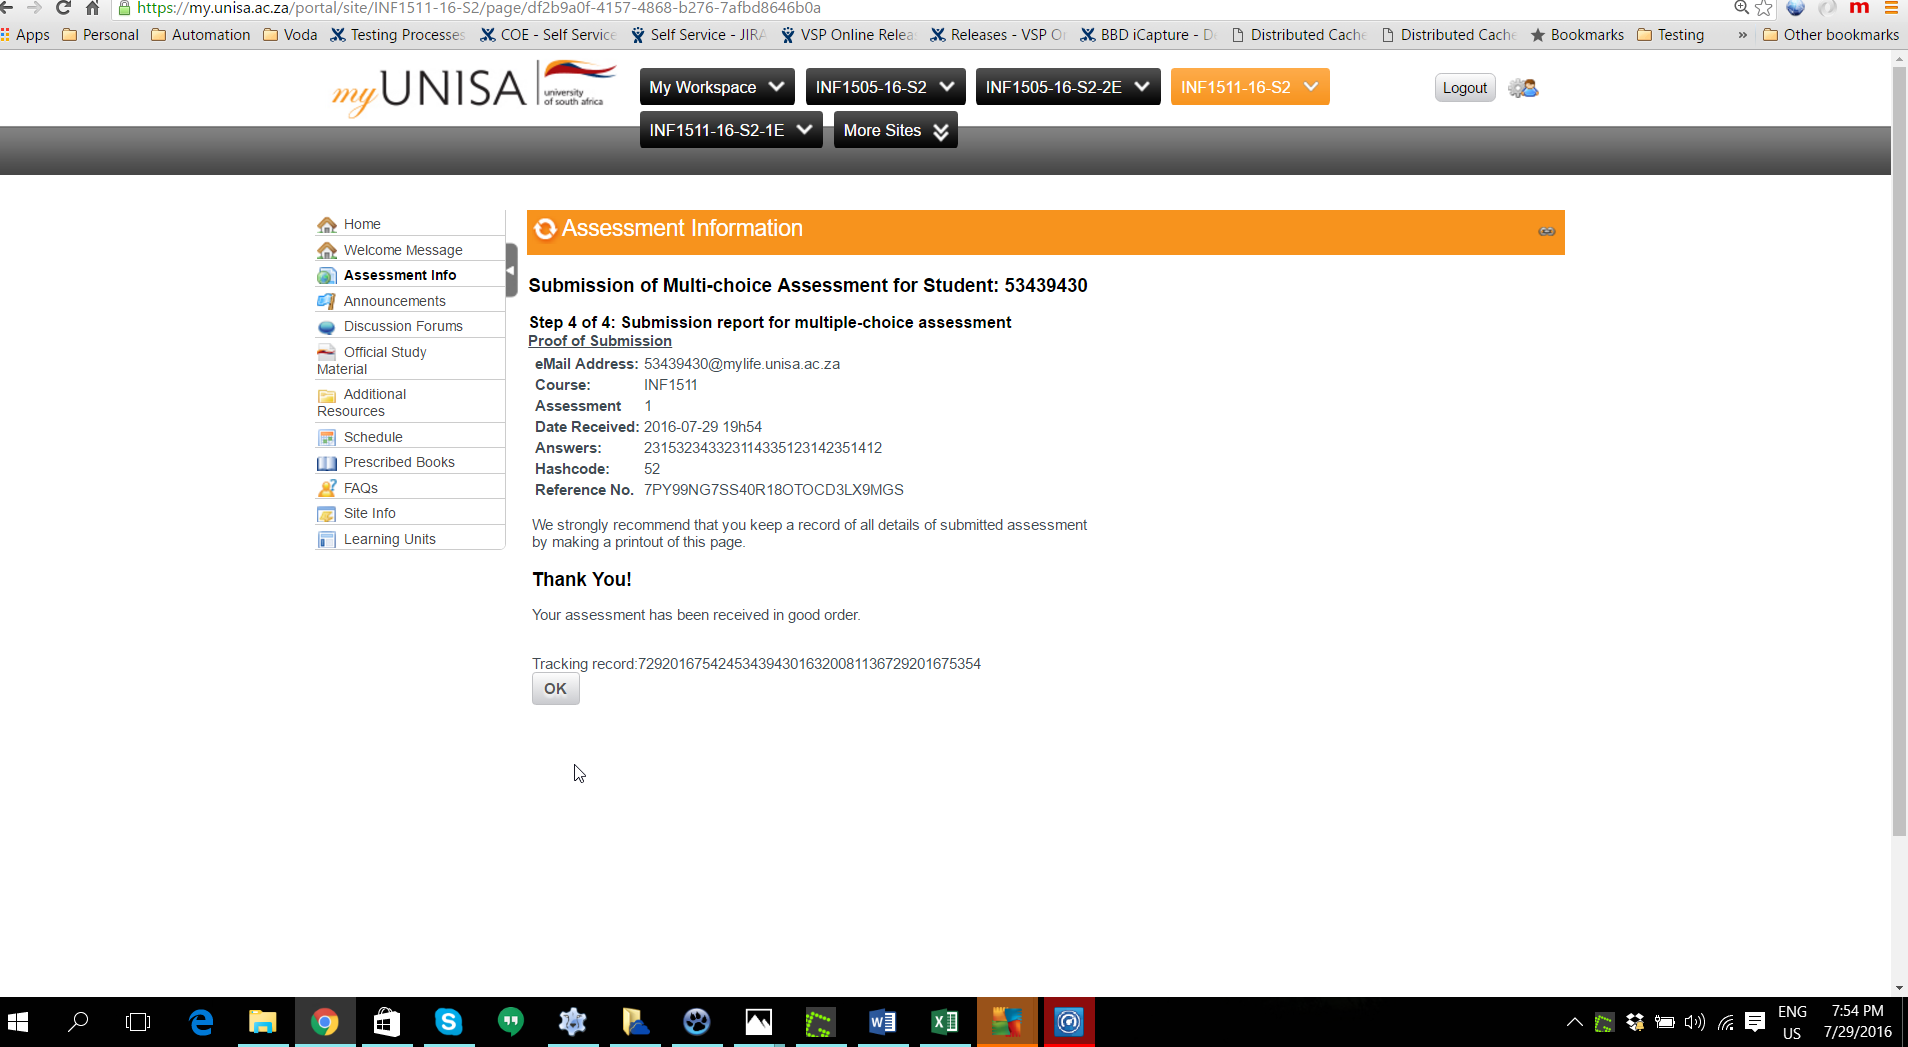 https://my.unisa.ac.za/portal/site/INF1511-16-S2/page/df2b9a0f-4157-4868-b276-7afbd8646b0a
Apps Personal Automation Voda Testing Processes COE - Self Service Self Service - JIRA VSP Online Relea Releases - VSP O BBD iCapture - D Distributed Cache Distributed Cache Bookmarks Testing » Other bookmarks
myUNISA university
of south africa
My Workspace INF1505-16-S2 INF1505-16-S2-2E INF1511-16-S2 Logout
INF1511-16-S2-1E More Sites
Home
Welcome Message
Assessment Info
Announcements
Discussion Forums
Official Study
Material
Additional
Resources
Schedule
Prescribed Books
FAQs
Site Info
Learning Units
Assessment Information
Submission of Multi-choice Assessment for Student: 53439430
Step 4 of 4: Submission report for multiple-choice assessment
Proof of Submission
eMail Address: 53439430@mylife.unisa.ac.za
Course: INF1511
Assessment 1
Date Received: 2016-07-29 19h54
Answers: 231532343323114335123142351412
Hashcode: 52
Reference No. 7PY99NG7SS40R18OTOCD3LX9MGS
We strongly recommend that you keep a record of all details of submitted assessment
by making a printout of this page.
Thank You!
Your assessment has been received in good order.
Tracking record:729201675424534394301632008113672920167​5354
OK
ENG
US
7:54 PM
7/29/2016